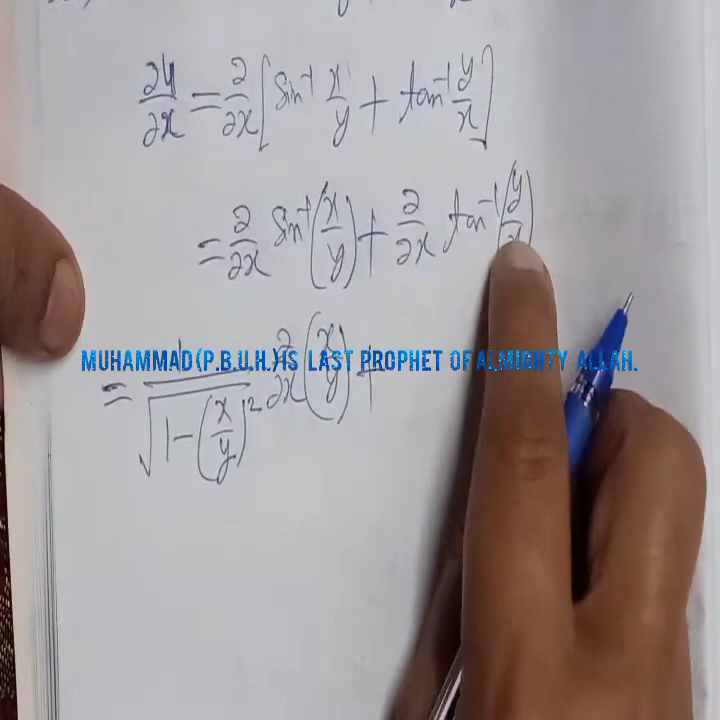 ∂u/∂x = ∂/∂x [sin⁻¹ x/y + tan⁻¹ y/x]
= ∂/∂x sin⁻¹(x/y) + ∂/∂x tan⁻¹(y/x)
MUHAMMAD(P.B.U.H.)IS LAST PROPHET OF ALMIGHTY ALLAH.
= 1/√(1-(x/y)²) ∂/∂x (x/y) +